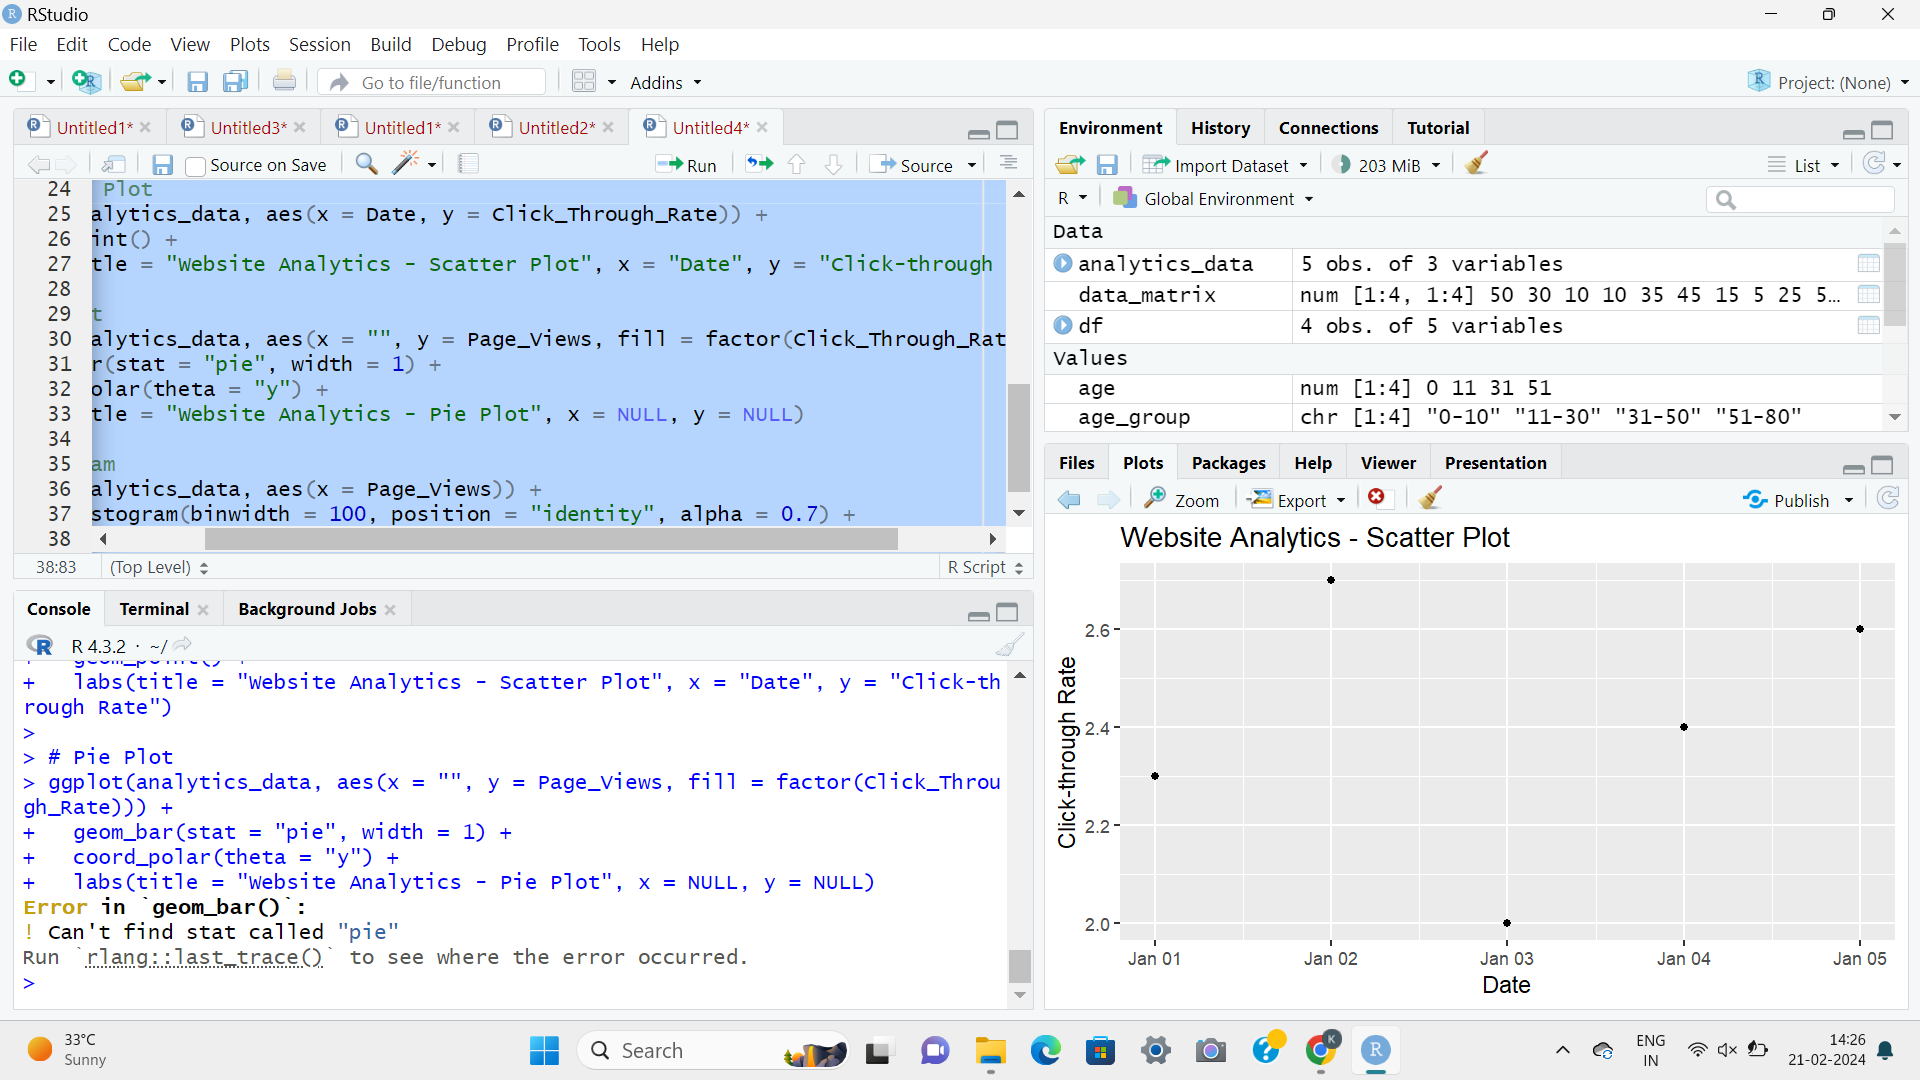 RStudio
File Edit Code View Plots Session Build Debug Profile Tools Help
Go to file/function Addins Project: (None)
Untitled1* Untitled3* Untitled1* Untitled2* Untitled4*
Source on Save Run Source
24 Plot
25 alytics_data, aes(x = Date, y = Click_Through_Rate)) +
26 int() +
27 tle = "Website Analytics - Scatter Plot", x = "Date", y = "Click-through
28
29 t
30 alytics_data, aes(x = "", y = Page_Views, fill = factor(Click_Through_Rat
31 r(stat = "pie", width = 1) +
32 olar(theta = "y") +
33 tle = "Website Analytics - Pie Plot", x = NULL, y = NULL)
34
35 am
36 alytics_data, aes(x = Page_Views)) +
37 stogram(binwidth = 100, position = "identity", alpha = 0.7) +
38
38:83 (Top Level) R Script
Console Terminal Background Jobs
R 4.3.2 · ~/
+ geom_point() +
+ labs(title = "Website Analytics - Scatter Plot", x = "Date", y = "Click-th
rough Rate")
>
> # Pie Plot
> ggplot(analytics_data, aes(x = "", y = Page_Views, fill = factor(Click_Throu
gh_Rate))) +
+ geom_bar(stat = "pie", width = 1) +
+ coord_polar(theta = "y") +
+ labs(title = "Website Analytics - Pie Plot", x = NULL, y = NULL)
Error in `geom_bar()`:
! Can't find stat called "pie"
Run `rlang::last_trace()` to see where the error occurred.
>
Environment History Connections Tutorial
Import Dataset 203 MiB List
R Global Environment
Data
analytics_data 5 obs. of 3 variables
data_matrix num [1:4, 1:4] 50 30 10 10 35 45 15 5 25 5…
df 4 obs. of 5 variables
Values
age num [1:4] 0 11 31 51
age_group chr [1:4] "0-10" "11-30" "31-50" "51-80"
Files Plots Packages Help Viewer Presentation
Zoom Export Publish
Website Analytics - Scatter Plot
Click-through Rate
2.6
2.4
2.2
2.0
Jan 01 Jan 02 Jan 03 Jan 04 Jan 05
Date
33°C
Sunny
Search
K
R
ENG
IN
14:26
21-02-2024